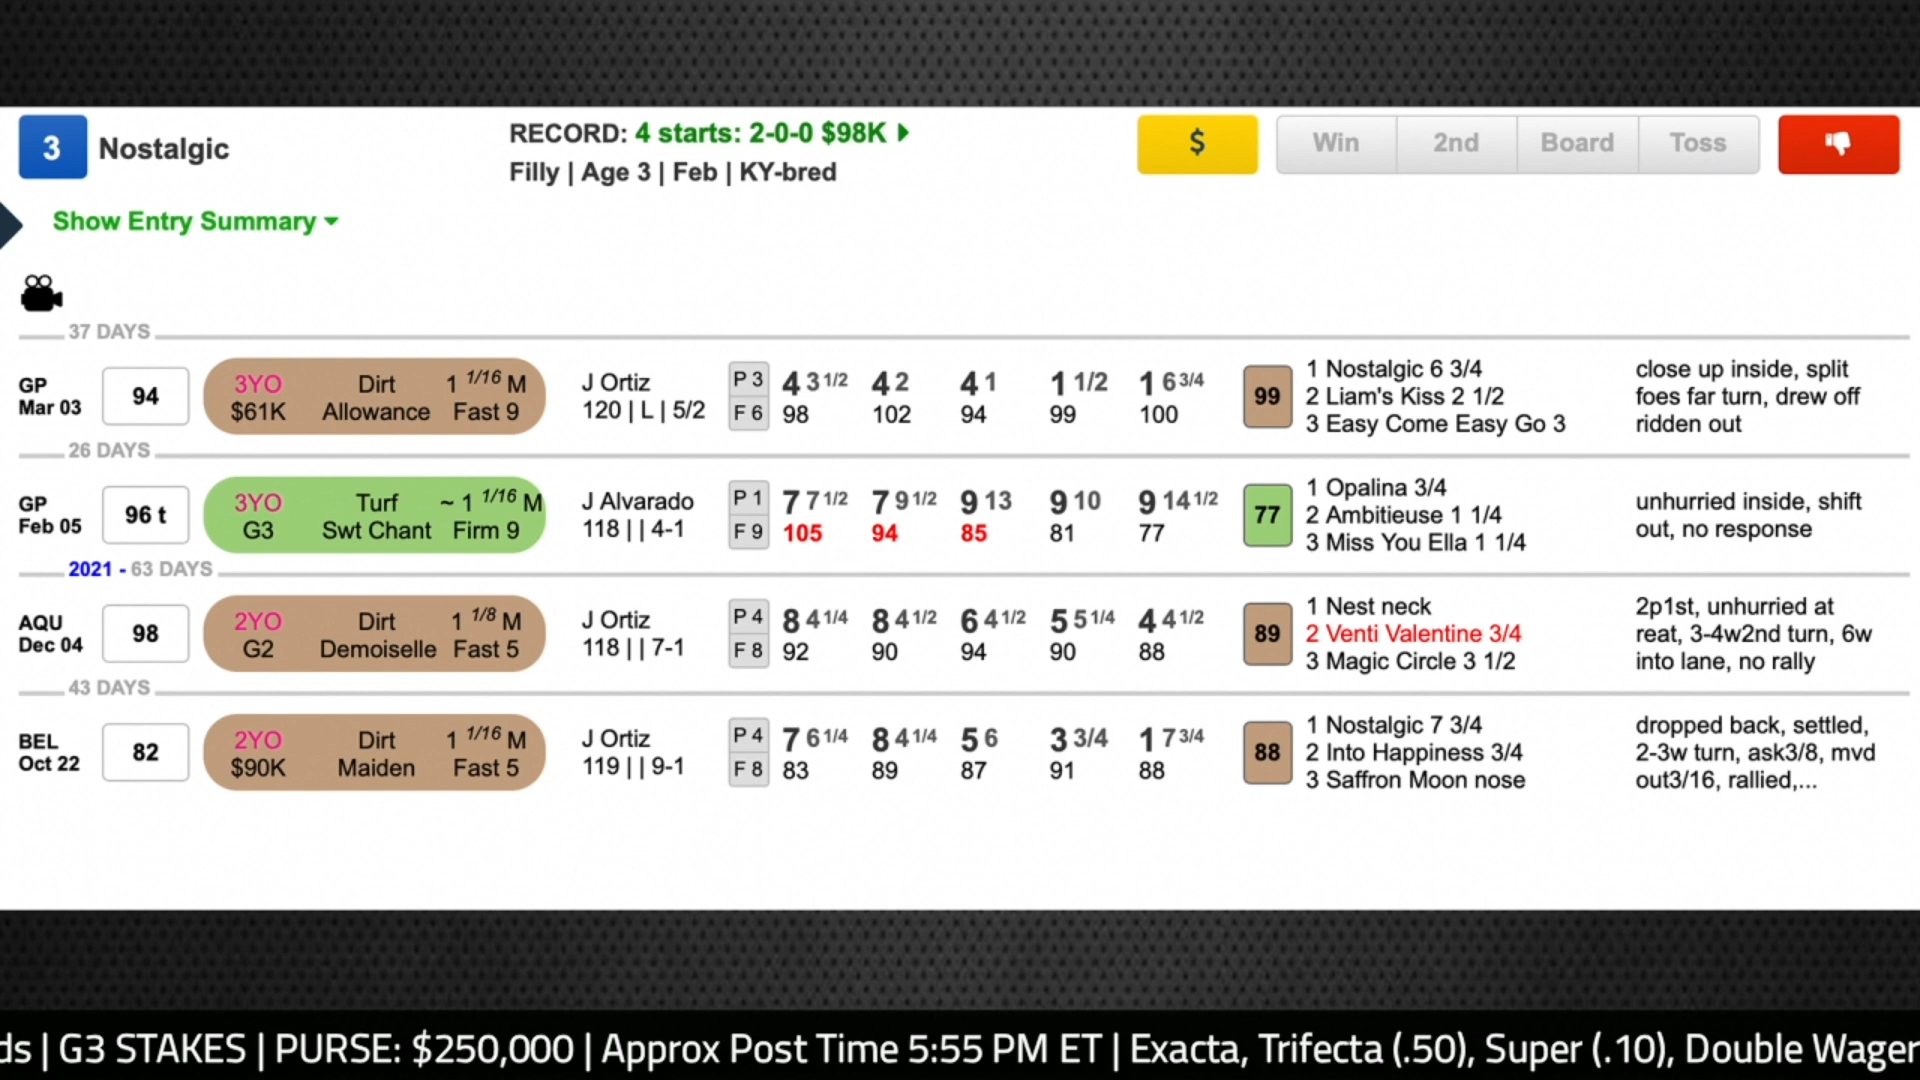 3 Nostalgic
RECORD: 4 starts: 2-0-0 $98K
Filly | Age 3 | Feb | KY-bred
$ Win 2nd Board Toss
Show Entry Summary
37 DAYS
GP
Mar 03
94
3YO Dirt 1 1/16 M
$61K Allowance Fast 9
J Ortiz
120 | L | 5/2
P 3
F 6
4 3 1/2 4 2 4 1 1 1/2 1 6 3/4
98 102 94 99 100
99
1 Nostalgic 6 3/4
2 Liam's Kiss 2 1/2
3 Easy Come Easy Go 3
close up inside, split
foes far turn, drew off
ridden out
26 DAYS
GP
Feb 05
96 t
3YO Turf ~ 1 1/16 M
G3 Swt Chant Firm 9
J Alvarado
118 | | 4-1
P 1
F 9
7 7 1/2 7 9 1/2 9 13 9 10 9 14 1/2
105 94 85 81 77
77
1 Opalina 3/4
2 Ambitieuse 1 1/4
3 Miss You Ella 1 1/4
unhurried inside, shift
out, no response
2021 - 63 DAYS
AQU
Dec 04
98
2YO Dirt 1 1/8 M
G2 Demoiselle Fast 5
J Ortiz
118 | | 7-1
P 4
F 8
8 4 1/4 8 4 1/2 6 4 1/2 5 5 1/4 4 4 1/2
92 90 94 90 88
89
1 Nest neck
2 Venti Valentine 3/4
3 Magic Circle 3 1/2
2p1st, unhurried at
reat, 3-4w2nd turn, 6w
into lane, no rally
43 DAYS
BEL
Oct 22
82
2YO Dirt 1 1/16 M
$90K Maiden Fast 5
J Ortiz
119 | | 9-1
P 4
F 8
7 6 1/4 8 4 1/4 5 6 3 3/4 1 7 3/4
83 89 87 91 88
88
1 Nostalgic 7 3/4
2 Into Happiness 3/4
3 Saffron Moon nose
dropped back, settled,
2-3w turn, ask3/8, mvd
out3/16, rallied,...
ds | G3 STAKES | PURSE: $250,000 | Approx Post Time 5:55 PM ET | Exacta, Trifecta (.50), Super (.10), Double Wager